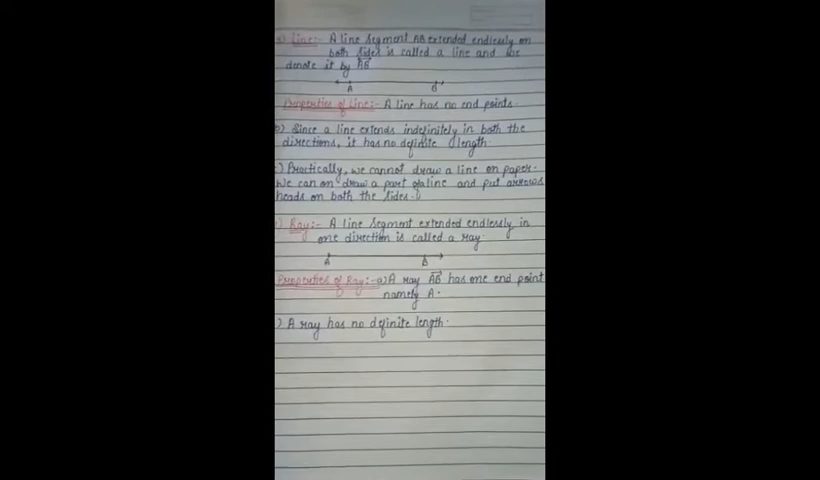 ) Line:- A line segment AB extended endlessly on
both sides is called a line and we
denote it by AB
A B
Properties of Line:- A line has no end points.
b) Since a line extends indefinitely in both the
directions, it has no definite length.
c) Practically, we cannot draw a line on paper.
We can on draw a part of a line and put arrows
heads on both the sides.
) Ray:- A line segment extended endlessly in
one direction is called a ray.
A B
Properties of Ray:- a) A ray AB has one end point
namely A.
) A ray has no definite length.